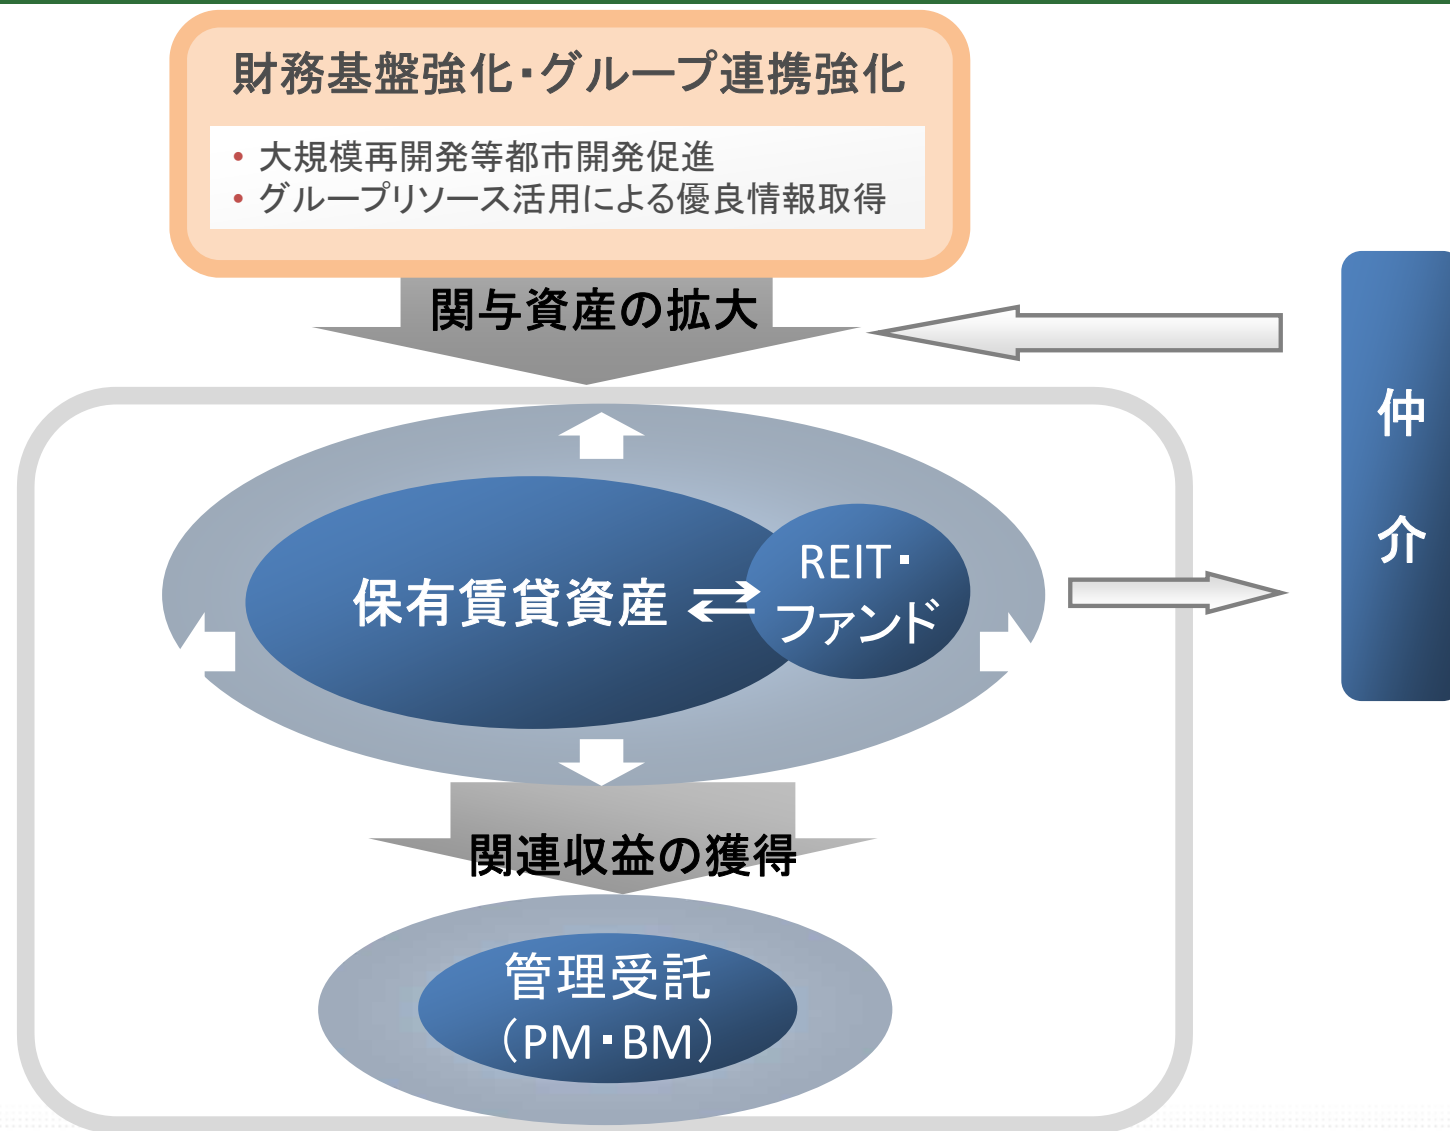 財務基盤強化・グループ連携強化
• 大規模再開発等都市開発促進
• グループリソース活用による優良情報取得
関与資産の拡大
仲
介
保有賃貸資産
REIT・
ファンド
関連収益の獲得
管理受託
（PM・BM）